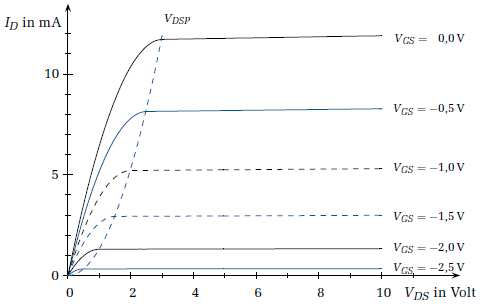 I_D in mA
V_DSP
V_GS = 0,0 V
10
V_GS = −0,5 V
5
V_GS = −1,0 V
V_GS = −1,5 V
V_GS = −2,0 V
V_GS = −2,5 V
0
0 2 4 6 8 10 V_DS in Volt